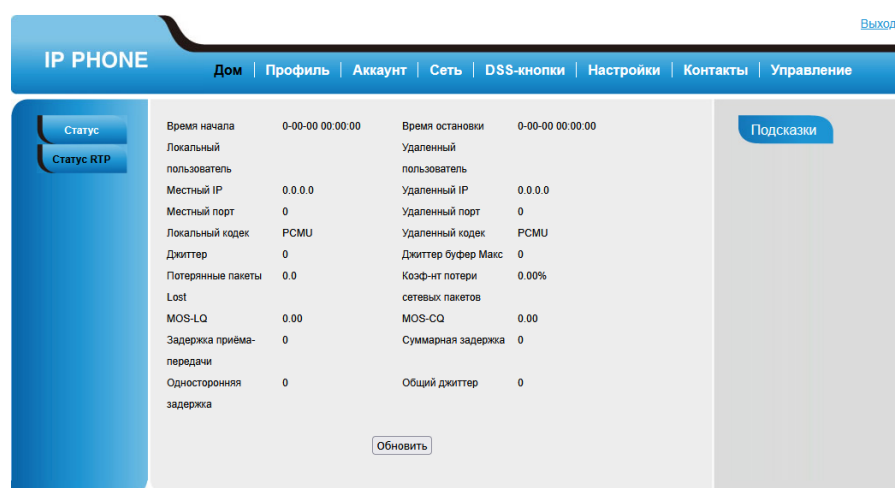 Выход
IP PHONE
Дом Профиль Аккаунт Сеть DSS-кнопки Настройки Контакты Управление
Статус
Статус RTP
Подсказки
Время начала 0-00-00 00:00:00 Время остановки 0-00-00 00:00:00
Локальный Удаленный
пользователь пользователь
Местный IP 0.0.0.0 Удаленный IP 0.0.0.0
Местный порт 0 Удаленный порт 0
Локальный кодек PCMU Удаленный кодек PCMU
Джиттер 0 Джиттер буфер Макс 0
Потерянные пакеты 0.0 Коэф-нт потери 0.00%
Lost сетевых пакетов
MOS-LQ 0.00 MOS-CQ 0.00
Задержка приёма- 0 Суммарная задержка 0
передачи
Односторонняя 0 Общий джиттер 0
задержка
Обновить